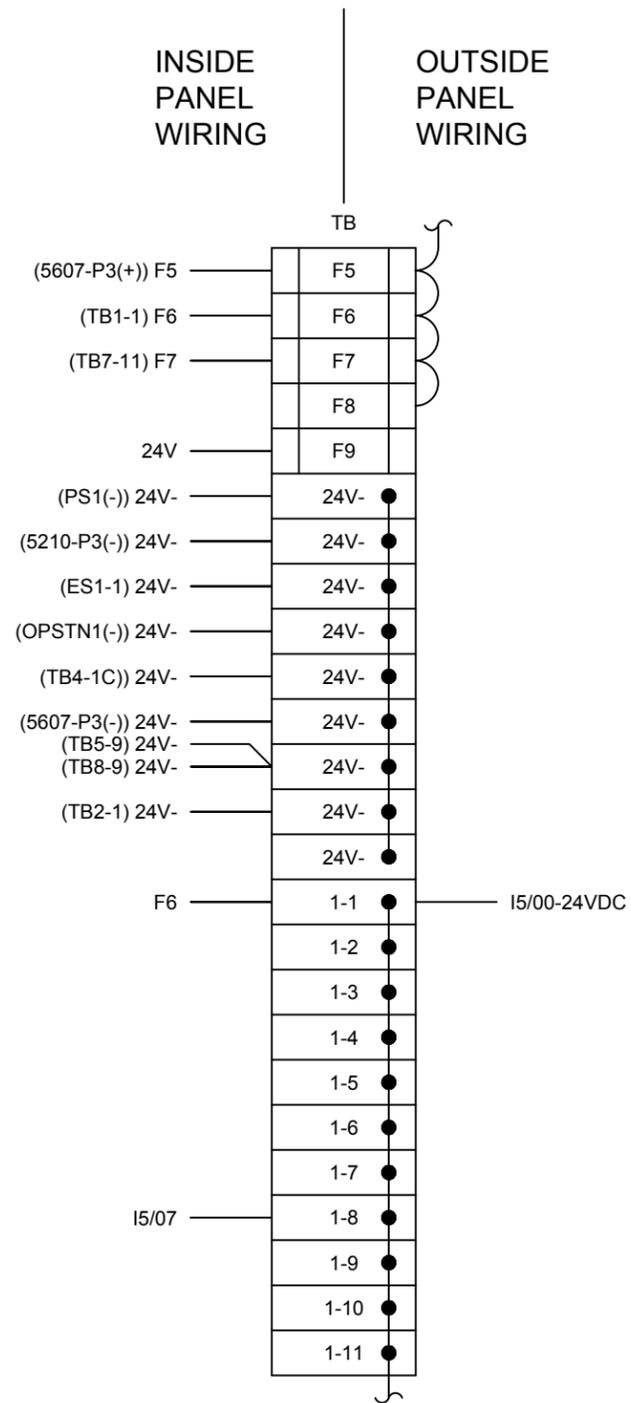 INSIDE
PANEL
WIRING
OUTSIDE
PANEL
WIRING
TB
(5607-P3(+)) F5 F5
(TB1-1) F6 F6
(TB7-11) F7 F7
F8
24V F9
(PS1(-)) 24V- 24V-
(5210-P3(-)) 24V- 24V-
(ES1-1) 24V- 24V-
(OPSTN1(-)) 24V- 24V-
(TB4-1C)) 24V- 24V-
(5607-P3(-)) 24V- 24V-
(TB5-9) 24V-
(TB8-9) 24V- 24V-
(TB2-1) 24V- 24V-
24V-
F6 1-1 I5/00-24VDC
1-2
1-3
1-4
1-5
1-6
1-7
I5/07 1-8
1-9
1-10
1-11